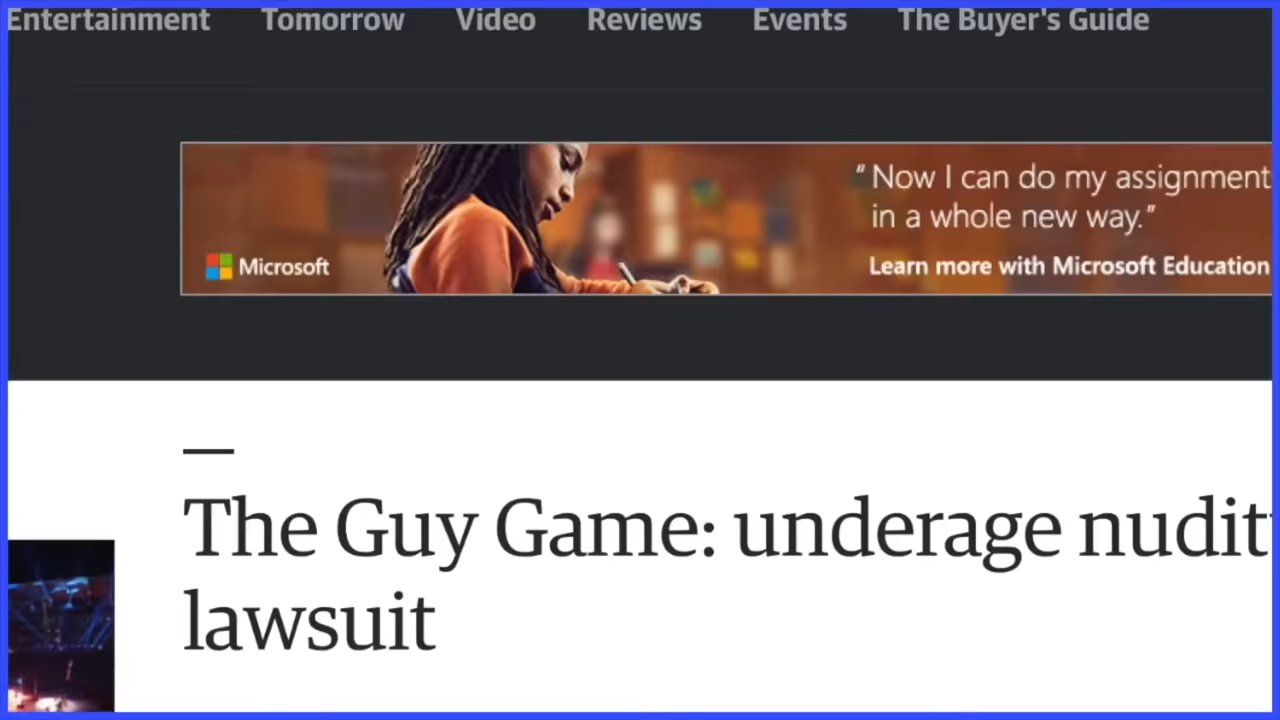 Entertainment Tomorrow Video Reviews Events The Buyer's Guide
“ Now I can do my assignment
in a whole new way.”
Microsoft
Learn more with Microsoft Education
The Guy Game: underage nudit
lawsuit